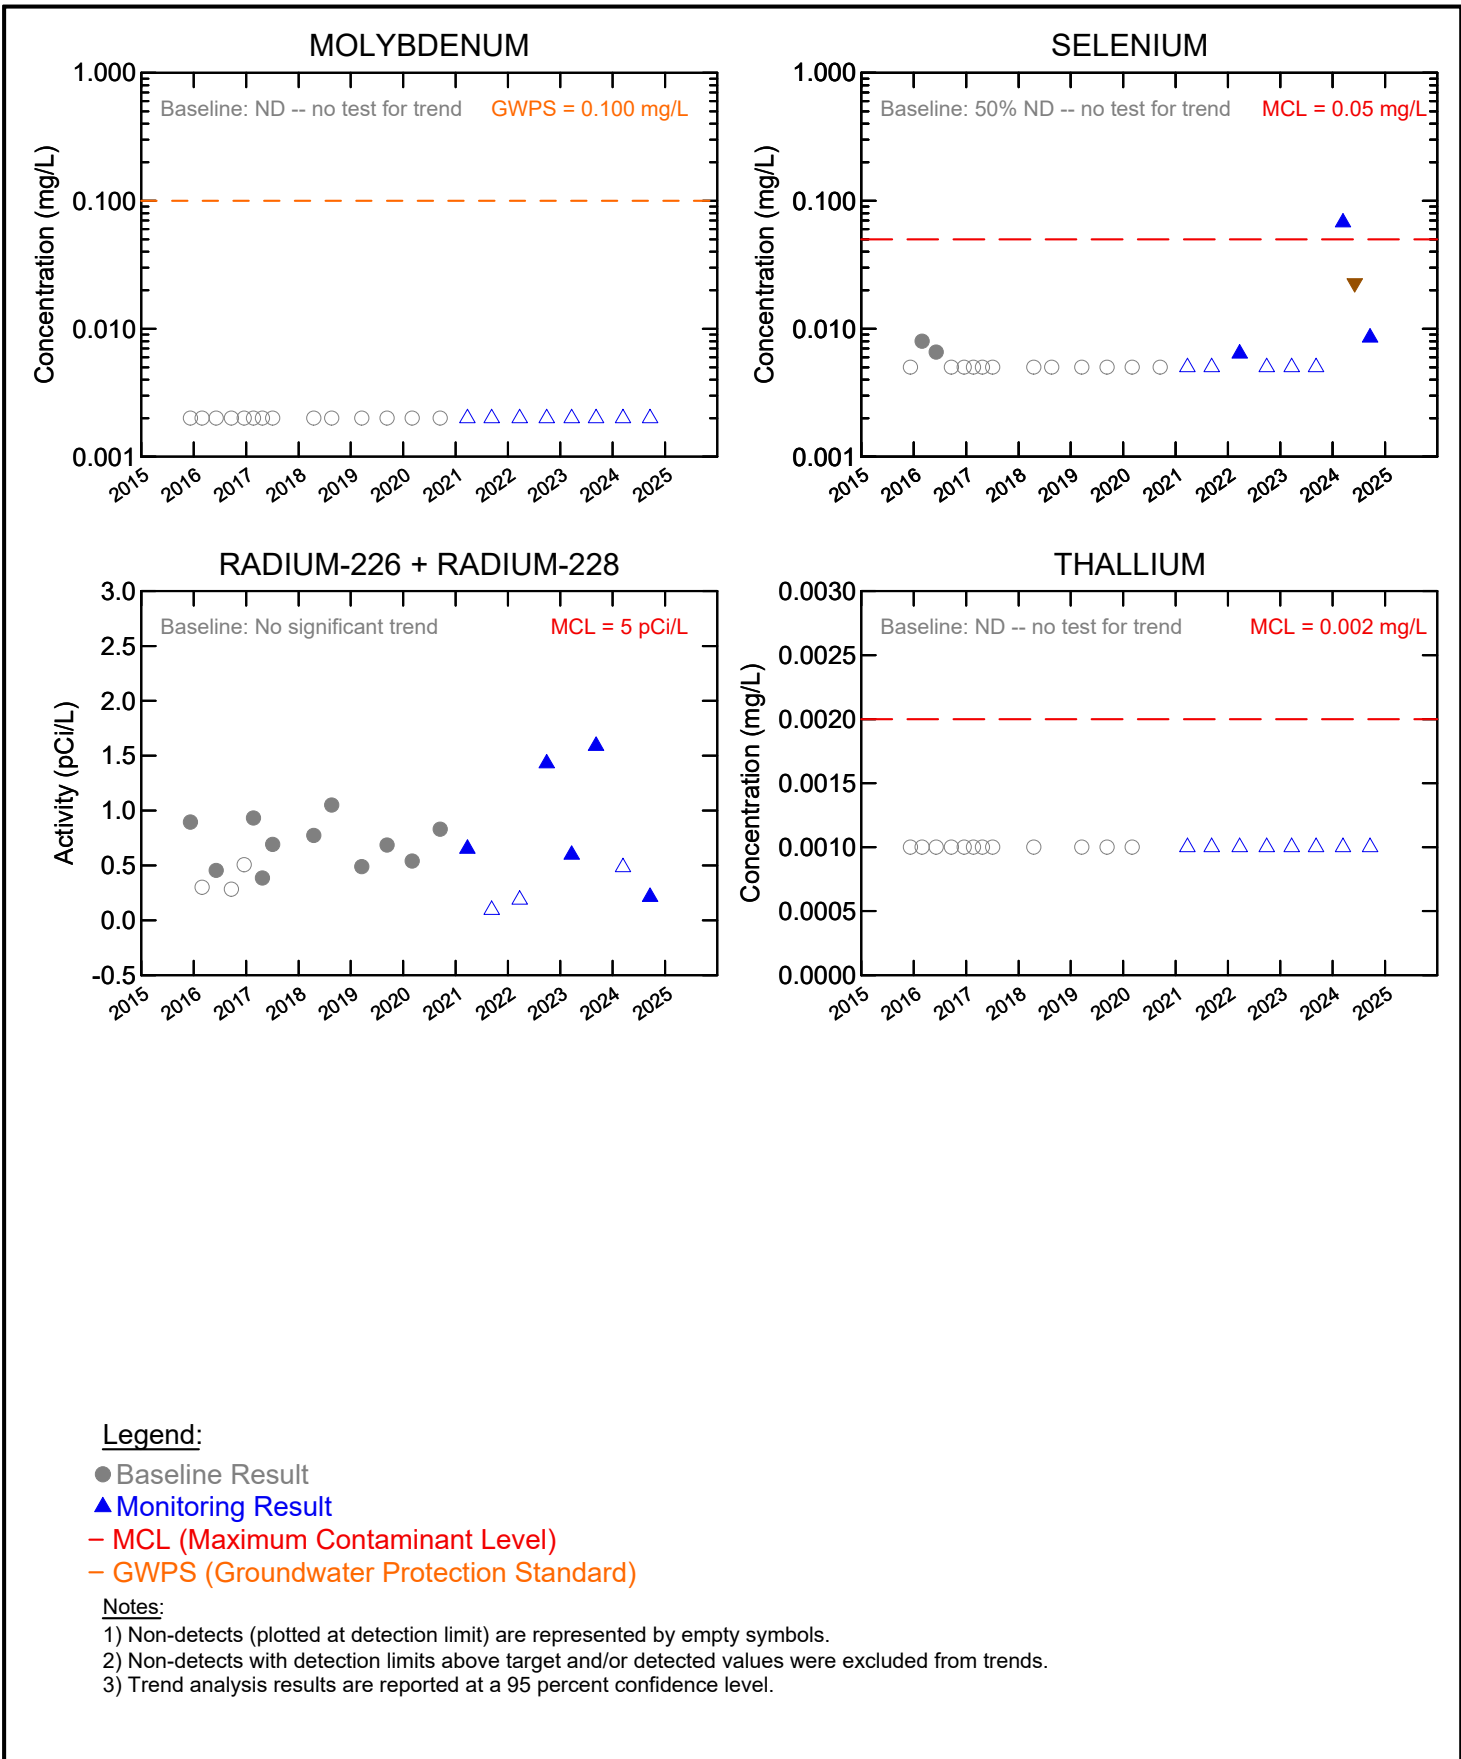 MOLYBDENUM
Baseline: ND -- no test for trend GWPS = 0.100 mg/L
Concentration (mg/L)
1.000
0.100
0.010
0.001
2015 2016 2017 2018 2019 2020 2021 2022 2023 2024 2025
SELENIUM
Baseline: 50% ND -- no test for trend MCL = 0.05 mg/L
Concentration (mg/L)
1.000
0.100
0.010
0.001
2015 2016 2017 2018 2019 2020 2021 2022 2023 2024 2025
RADIUM-226 + RADIUM-228
Baseline: No significant trend MCL = 5 pCi/L
Activity (pCi/L)
3.0
2.5
2.0
1.5
1.0
0.5
0.0
-0.5
2015 2016 2017 2018 2019 2020 2021 2022 2023 2024 2025
THALLIUM
Baseline: ND -- no test for trend MCL = 0.002 mg/L
Concentration (mg/L)
0.0030
0.0025
0.0020
0.0015
0.0010
0.0005
0.0000
2015 2016 2017 2018 2019 2020 2021 2022 2023 2024 2025
Legend:
Baseline Result
Monitoring Result
MCL (Maximum Contaminant Level)
GWPS (Groundwater Protection Standard)
Notes:
1) Non-detects (plotted at detection limit) are represented by empty symbols.
2) Non-detects with detection limits above target and/or detected values were excluded from trends.
3) Trend analysis results are reported at a 95 percent confidence level.